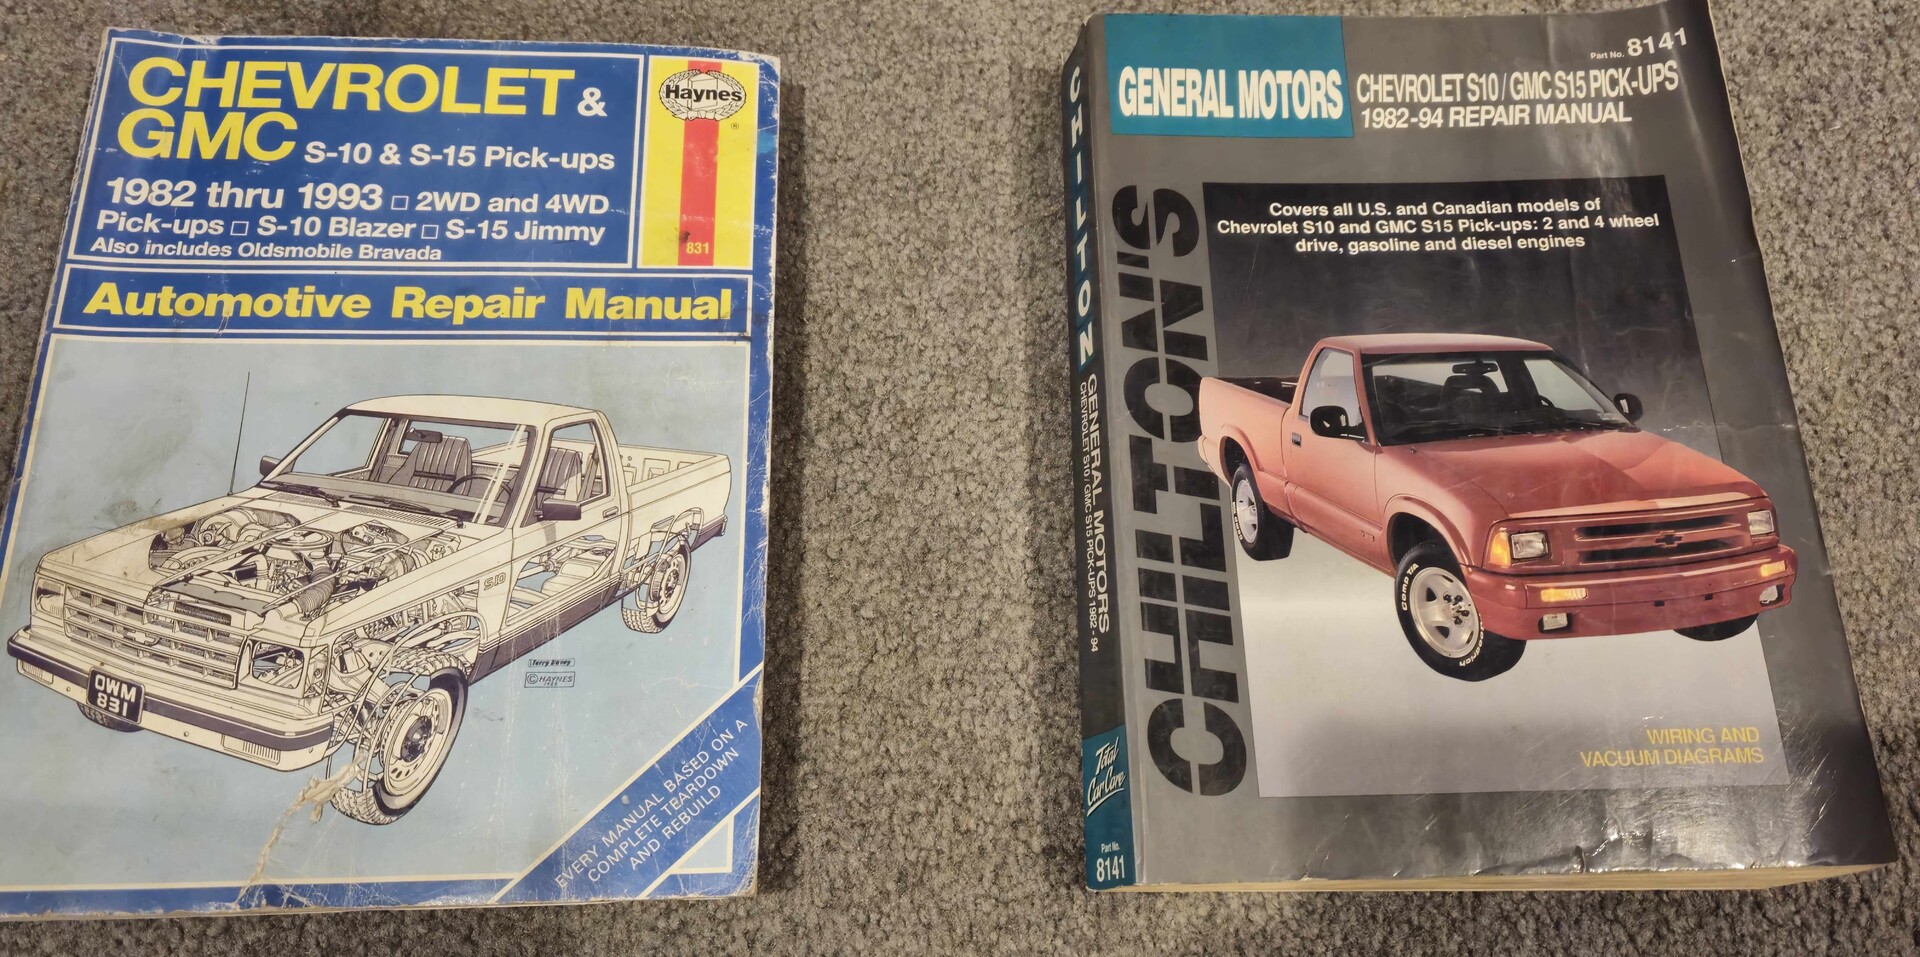 CHEVROLET &
GMC S-10 & S-15 Pick-ups
1982 thru 1993 □ 2WD and 4WD
Pick-ups □ S-10 Blazer □ S-15 Jimmy
Also includes Oldsmobile Bravada
Haynes
®
831
Automotive Repair Manual
S-10
OWM
831
Terry Davey
© HAYNES
EVERY MANUAL BASED ON A
COMPLETE TEARDOWN
AND REBUILD
CHILTON
GENERAL MOTORS
CHEVROLET S10/GMC S15 PICK-UPS 1982-94
Total
Car Care
Part No.
8141
GENERAL MOTORS
Part No. 8141
CHEVROLET S10/GMC S15 PICK-UPS
1982-94 REPAIR MANUAL
CHILTON'S
Covers all U.S. and Canadian models of
Chevrolet S10 and GMC S15 Pick-ups: 2 and 4 wheel
drive, gasoline and diesel engines
Comp T/A
WIRING AND
VACUUM DIAGRAMS